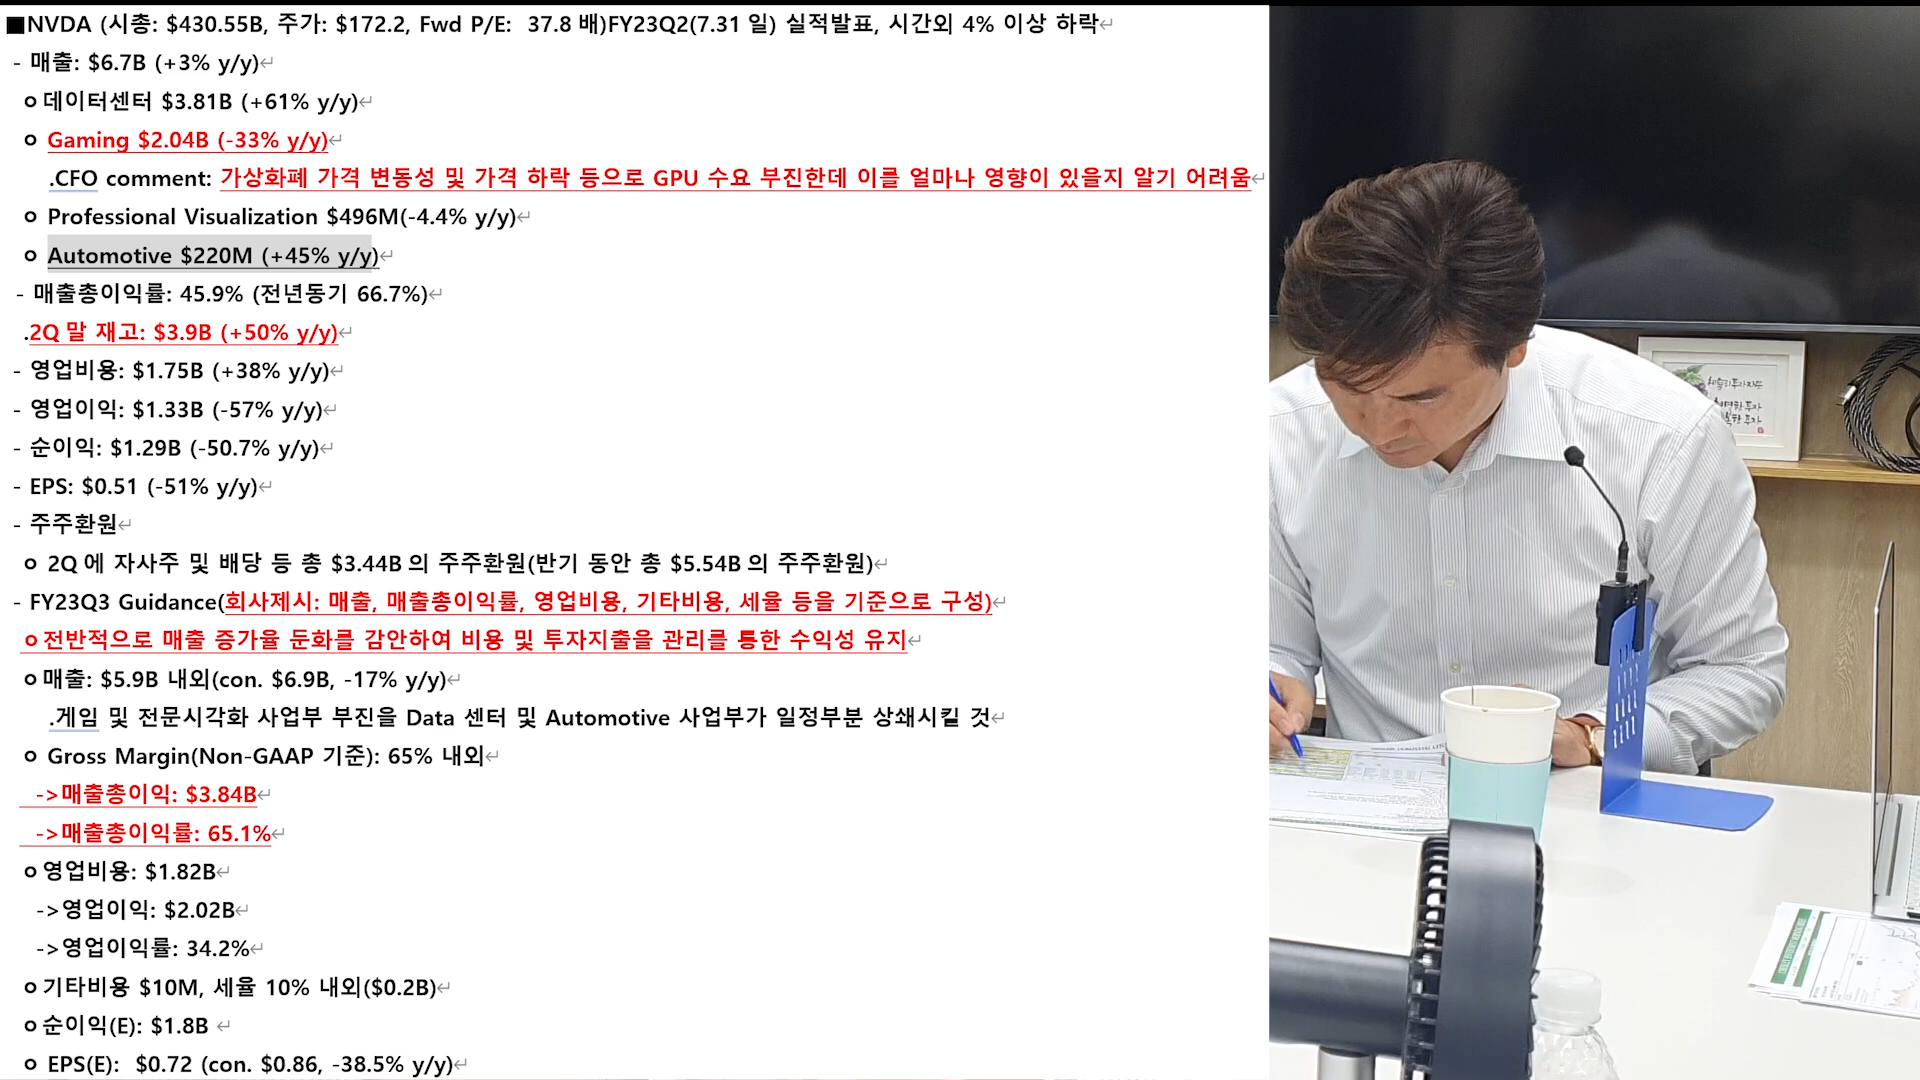 ■NVDA (시총: $430.55B, 주가: $172.2, Fwd P/E: 37.8 배)FY23Q2(7.31 일) 실적발표, 시간외 4% 이상 하락
- 매출: $6.7B (+3% y/y)
o 데이터센터 $3.81B (+61% y/y)
o Gaming $2.04B (-33% y/y)
.CFO comment: 가상화폐 가격 변동성 및 가격 하락 등으로 GPU 수요 부진한데 이를 얼마나 영향이 있을지 알기 어려움
o Professional Visualization $496M(-4.4% y/y)
o Automotive $220M (+45% y/y)
- 매출총이익률: 45.9% (전년동기 66.7%)
.2Q 말 재고: $3.9B (+50% y/y)
- 영업비용: $1.75B (+38% y/y)
- 영업이익: $1.33B (-57% y/y)
- 순이익: $1.29B (-50.7% y/y)
- EPS: $0.51 (-51% y/y)
- 주주환원
o 2Q 에 자사주 및 배당 등 총 $3.44B 의 주주환원(반기 동안 총 $5.54B 의 주주환원)
- FY23Q3 Guidance(회사제시: 매출, 매출총이익률, 영업비용, 기타비용, 세율 등을 기준으로 구성)
o 전반적으로 매출 증가율 둔화를 감안하여 비용 및 투자지출을 관리를 통한 수익성 유지
o 매출: $5.9B 내외(con. $6.9B, -17% y/y)
.게임 및 전문시각화 사업부 부진을 Data 센터 및 Automotive 사업부가 일정부분 상쇄시킬 것
o Gross Margin(Non-GAAP 기준): 65% 내외
->매출총이익: $3.84B
->매출총이익률: 65.1%
o 영업비용: $1.82B
->영업이익: $2.02B
->영업이익률: 34.2%
o 기타비용 $10M, 세율 10% 내외($0.2B)
o 순이익(E): $1.8B
o EPS(E): $0.72 (con. $0.86, -38.5% y/y)